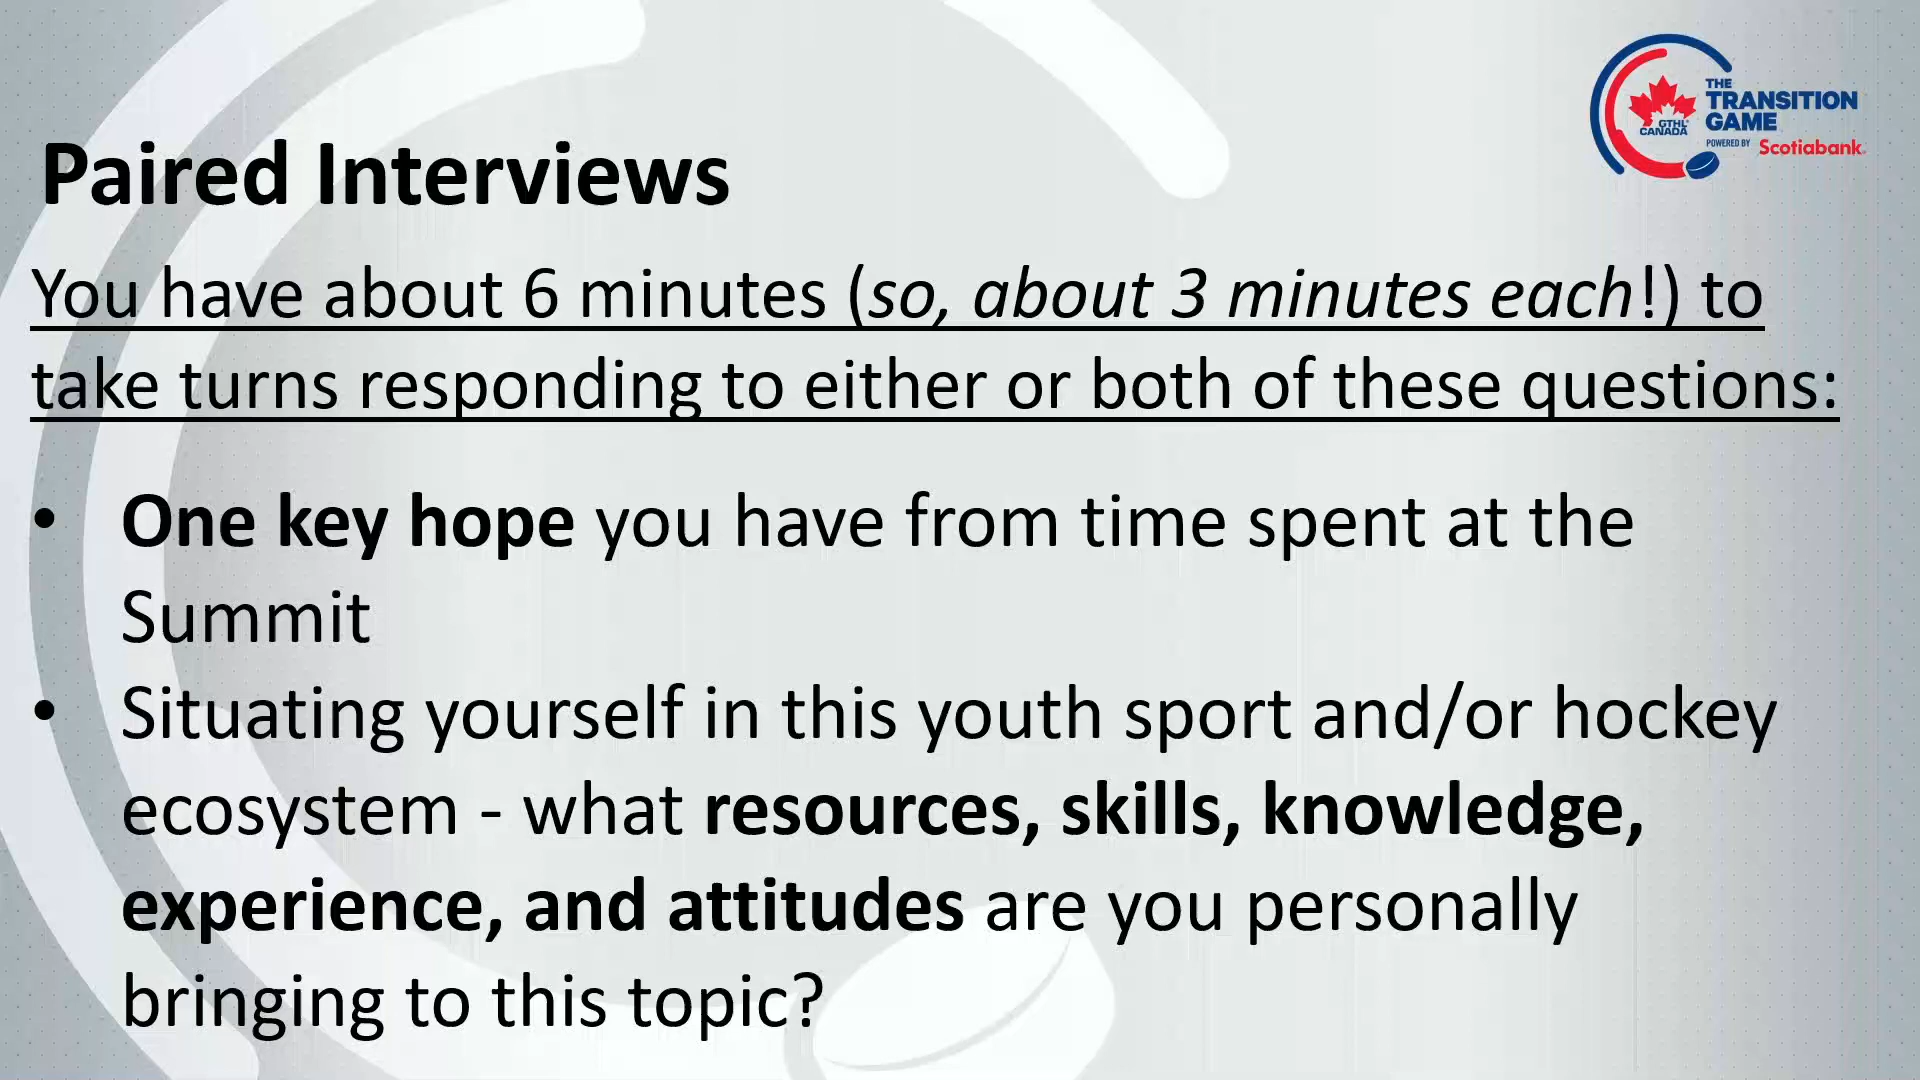 THE
TRANSITION
GAME
GTHL
CANADA
POWERED BY Scotiabank
Paired Interviews
You have about 6 minutes (so, about 3 minutes each!) to
take turns responding to either or both of these questions:
• One key hope you have from time spent at the
Summit
• Situating yourself in this youth sport and/or hockey
ecosystem - what resources, skills, knowledge,
experience, and attitudes are you personally
bringing to this topic?